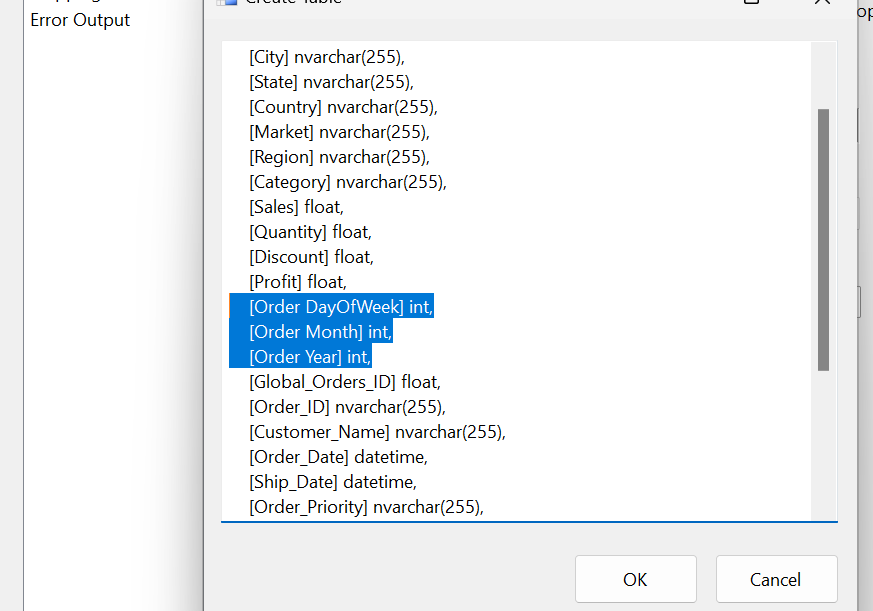 Error Output
Create Table
[City] nvarchar(255),
[State] nvarchar(255),
[Country] nvarchar(255),
[Market] nvarchar(255),
[Region] nvarchar(255),
[Category] nvarchar(255),
[Sales] float,
[Quantity] float,
[Discount] float,
[Profit] float,
[Order DayOfWeek] int,
[Order Month] int,
[Order Year] int,
[Global_Orders_ID] float,
[Order_ID] nvarchar(255),
[Customer_Name] nvarchar(255),
[Order_Date] datetime,
[Ship_Date] datetime,
[Order_Priority] nvarchar(255),
OK
Cancel